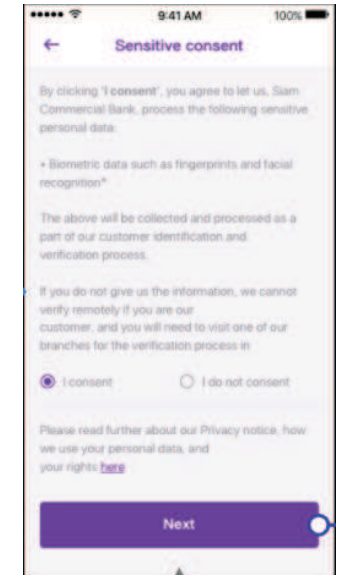 9:41 AM 100%
Sensitive consent
By clicking 'I consent', you agree to let us, Siam
Commercial Bank, process the following sensitive
personal data:
• Biometric data such as fingerprints and facial
recognition*
The above will be collected and processed as a
part of our customer identification and
verification process.
If you do not give us the information, we cannot
verify remotely if you are our
customer, and you will need to visit one of our
branches for the verification process in
I consent I do not consent
Please read further about our Privacy notice, how
we use your personal data, and
your rights here
Next